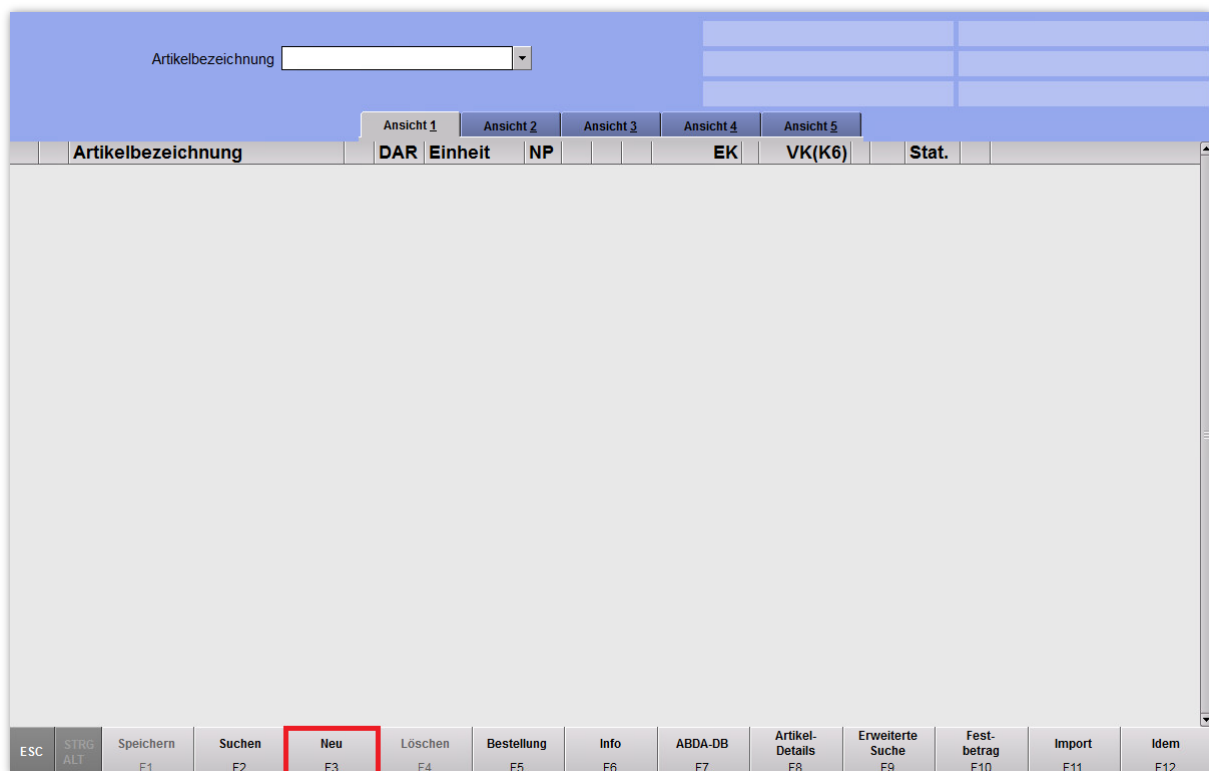 Artikelbezeichnung
Ansicht 1 Ansicht 2 Ansicht 3 Ansicht 4 Ansicht 5
Artikelbezeichnung DAR Einheit NP EK VK(K6) Stat.
ESC
STRG
ALT
Speichern
F1
Suchen
F2
Neu
F3
Löschen
F4
Bestellung
F5
Info
F6
ABDA-DB
F7
Artikel-
Details
F8
Erweiterte
Suche
F9
Fest-
betrag
F10
Import
F11
Idem
F12